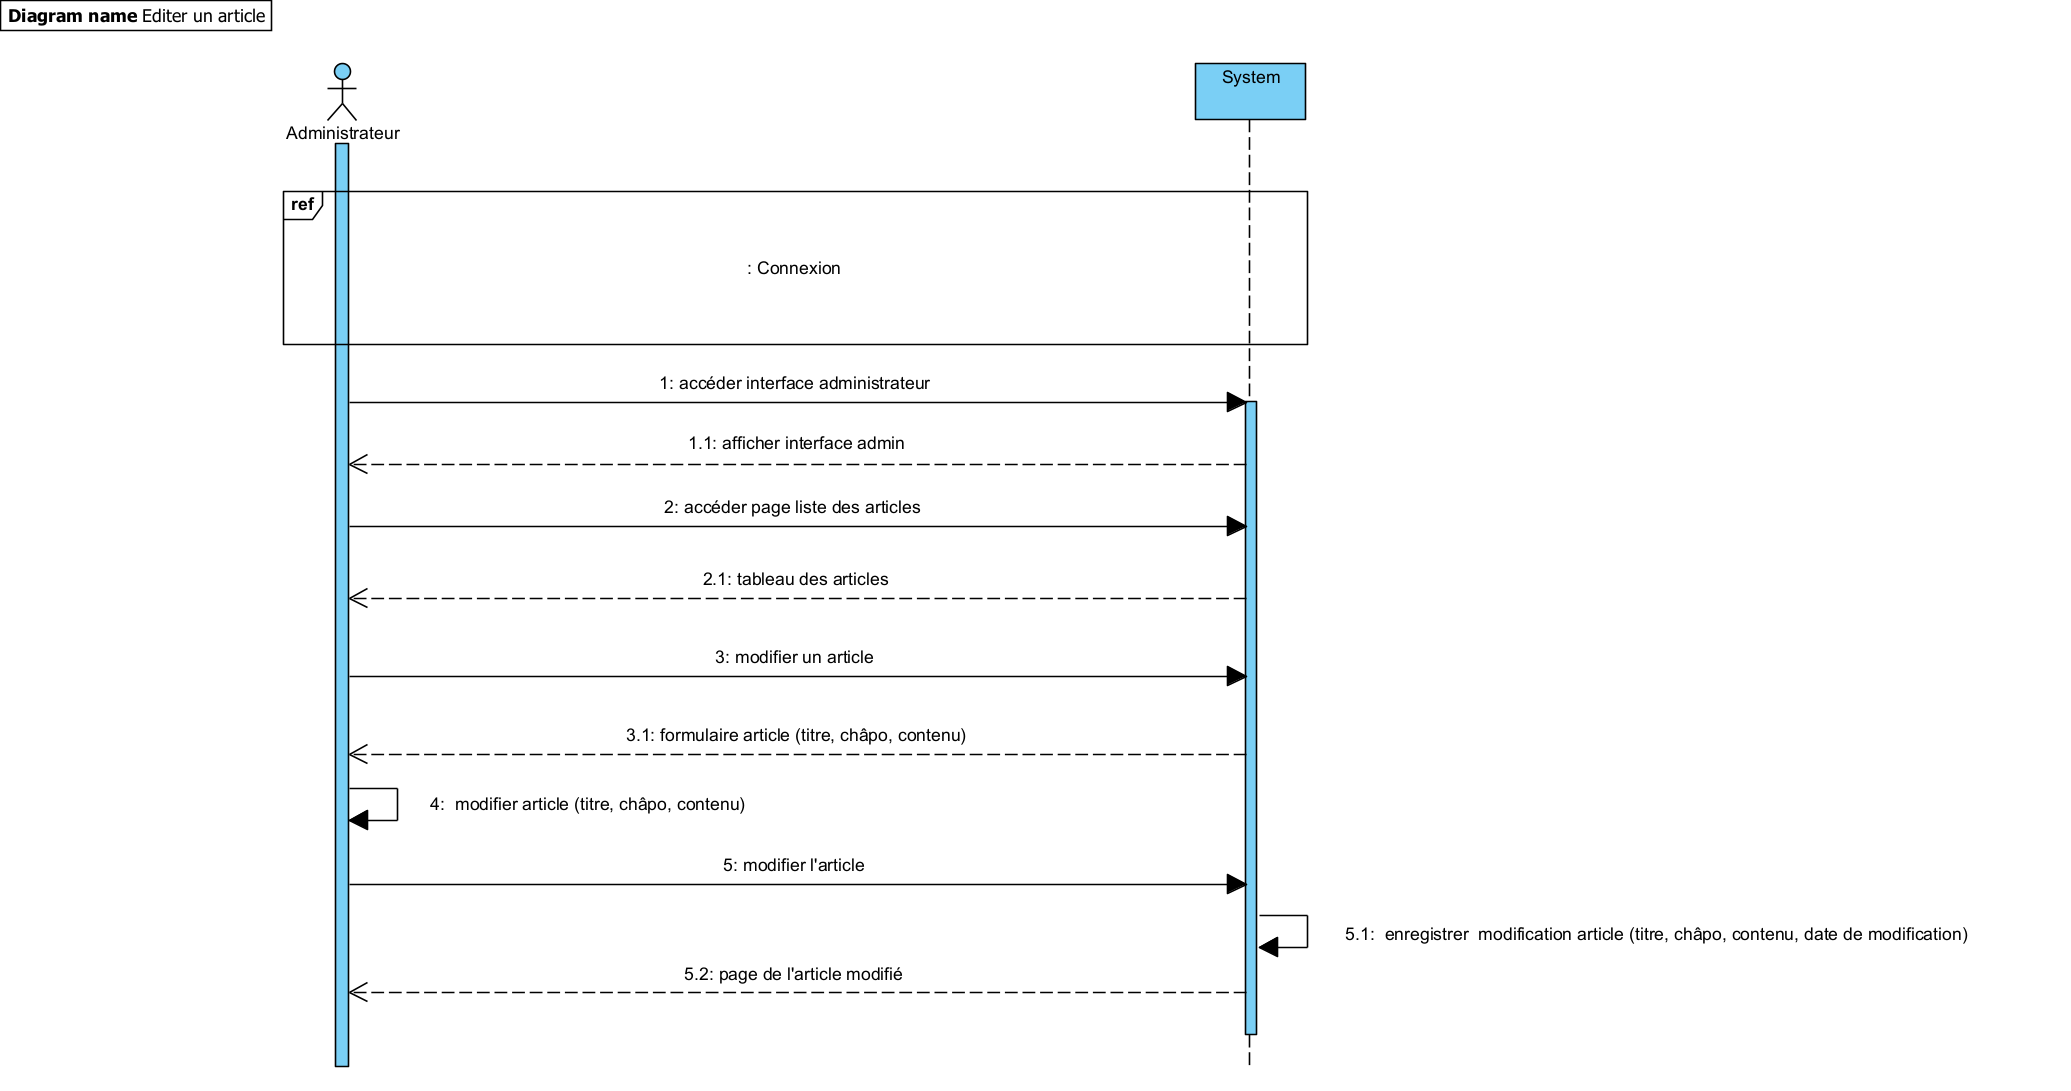 Diagram name Editer un article
Administrateur
System
ref
: Connexion
1: accéder interface administrateur
1.1: afficher interface admin
2: accéder page liste des articles
2.1: tableau des articles
3: modifier un article
3.1: formulaire article (titre, châpo, contenu)
4:  modifier article (titre, châpo, contenu)
5: modifier l'article
5.1:  enregistrer  modification article (titre, châpo, contenu, date de modification)
5.2: page de l'article modifié